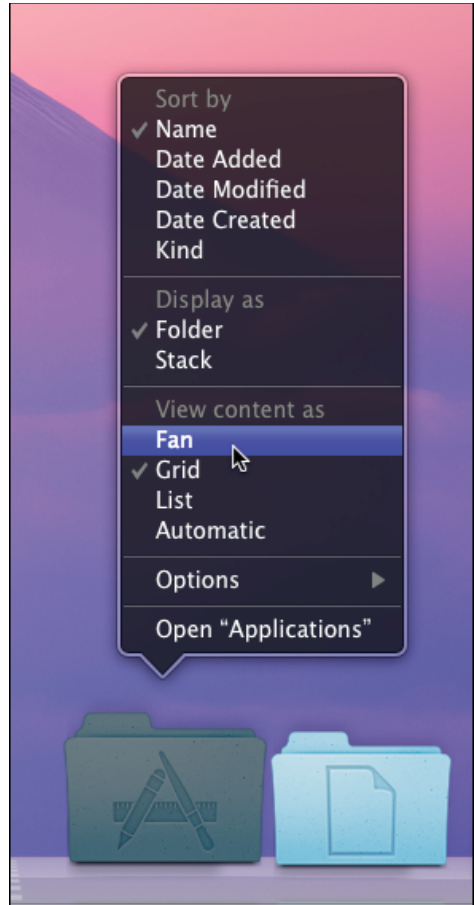 Sort by
✓ Name
Date Added
Date Modified
Date Created
Kind
Display as
✓ Folder
Stack
View content as
Fan
✓ Grid
List
Automatic
Options
Open “Applications”